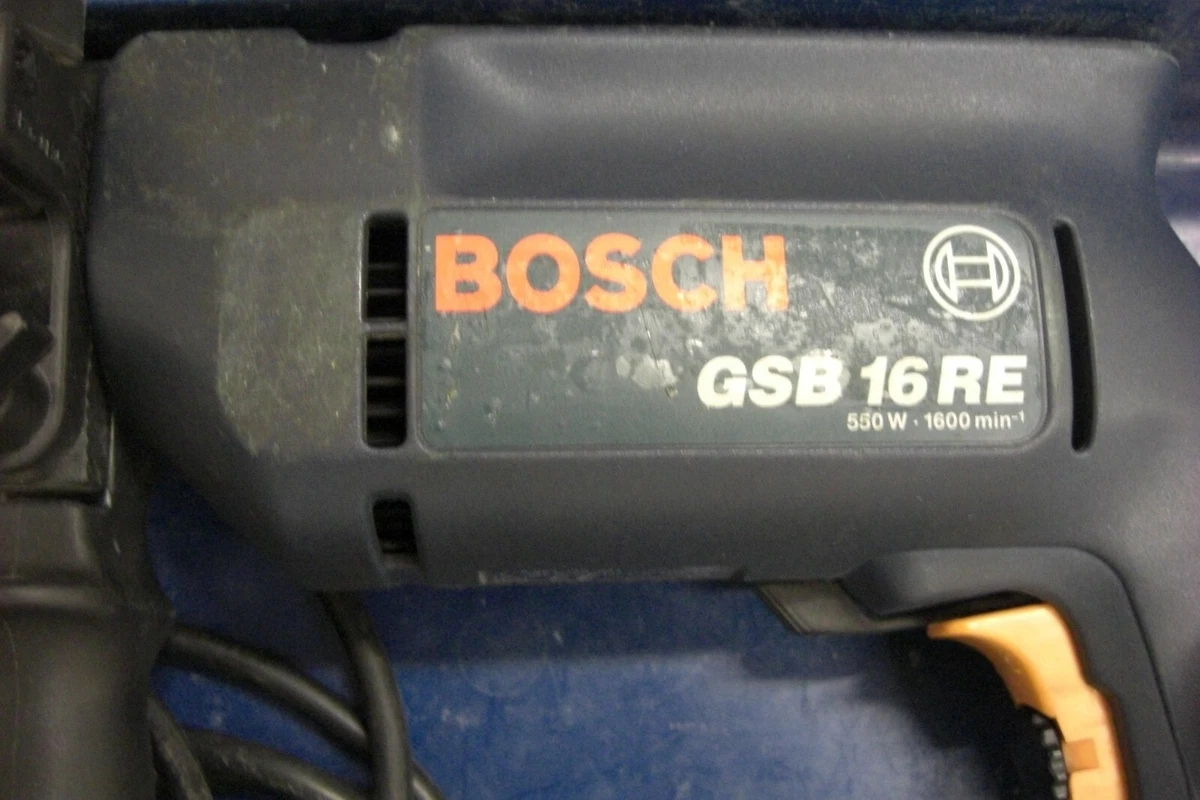 BOSCH
GSB 16 RE
550 W · 1600 min⁻¹